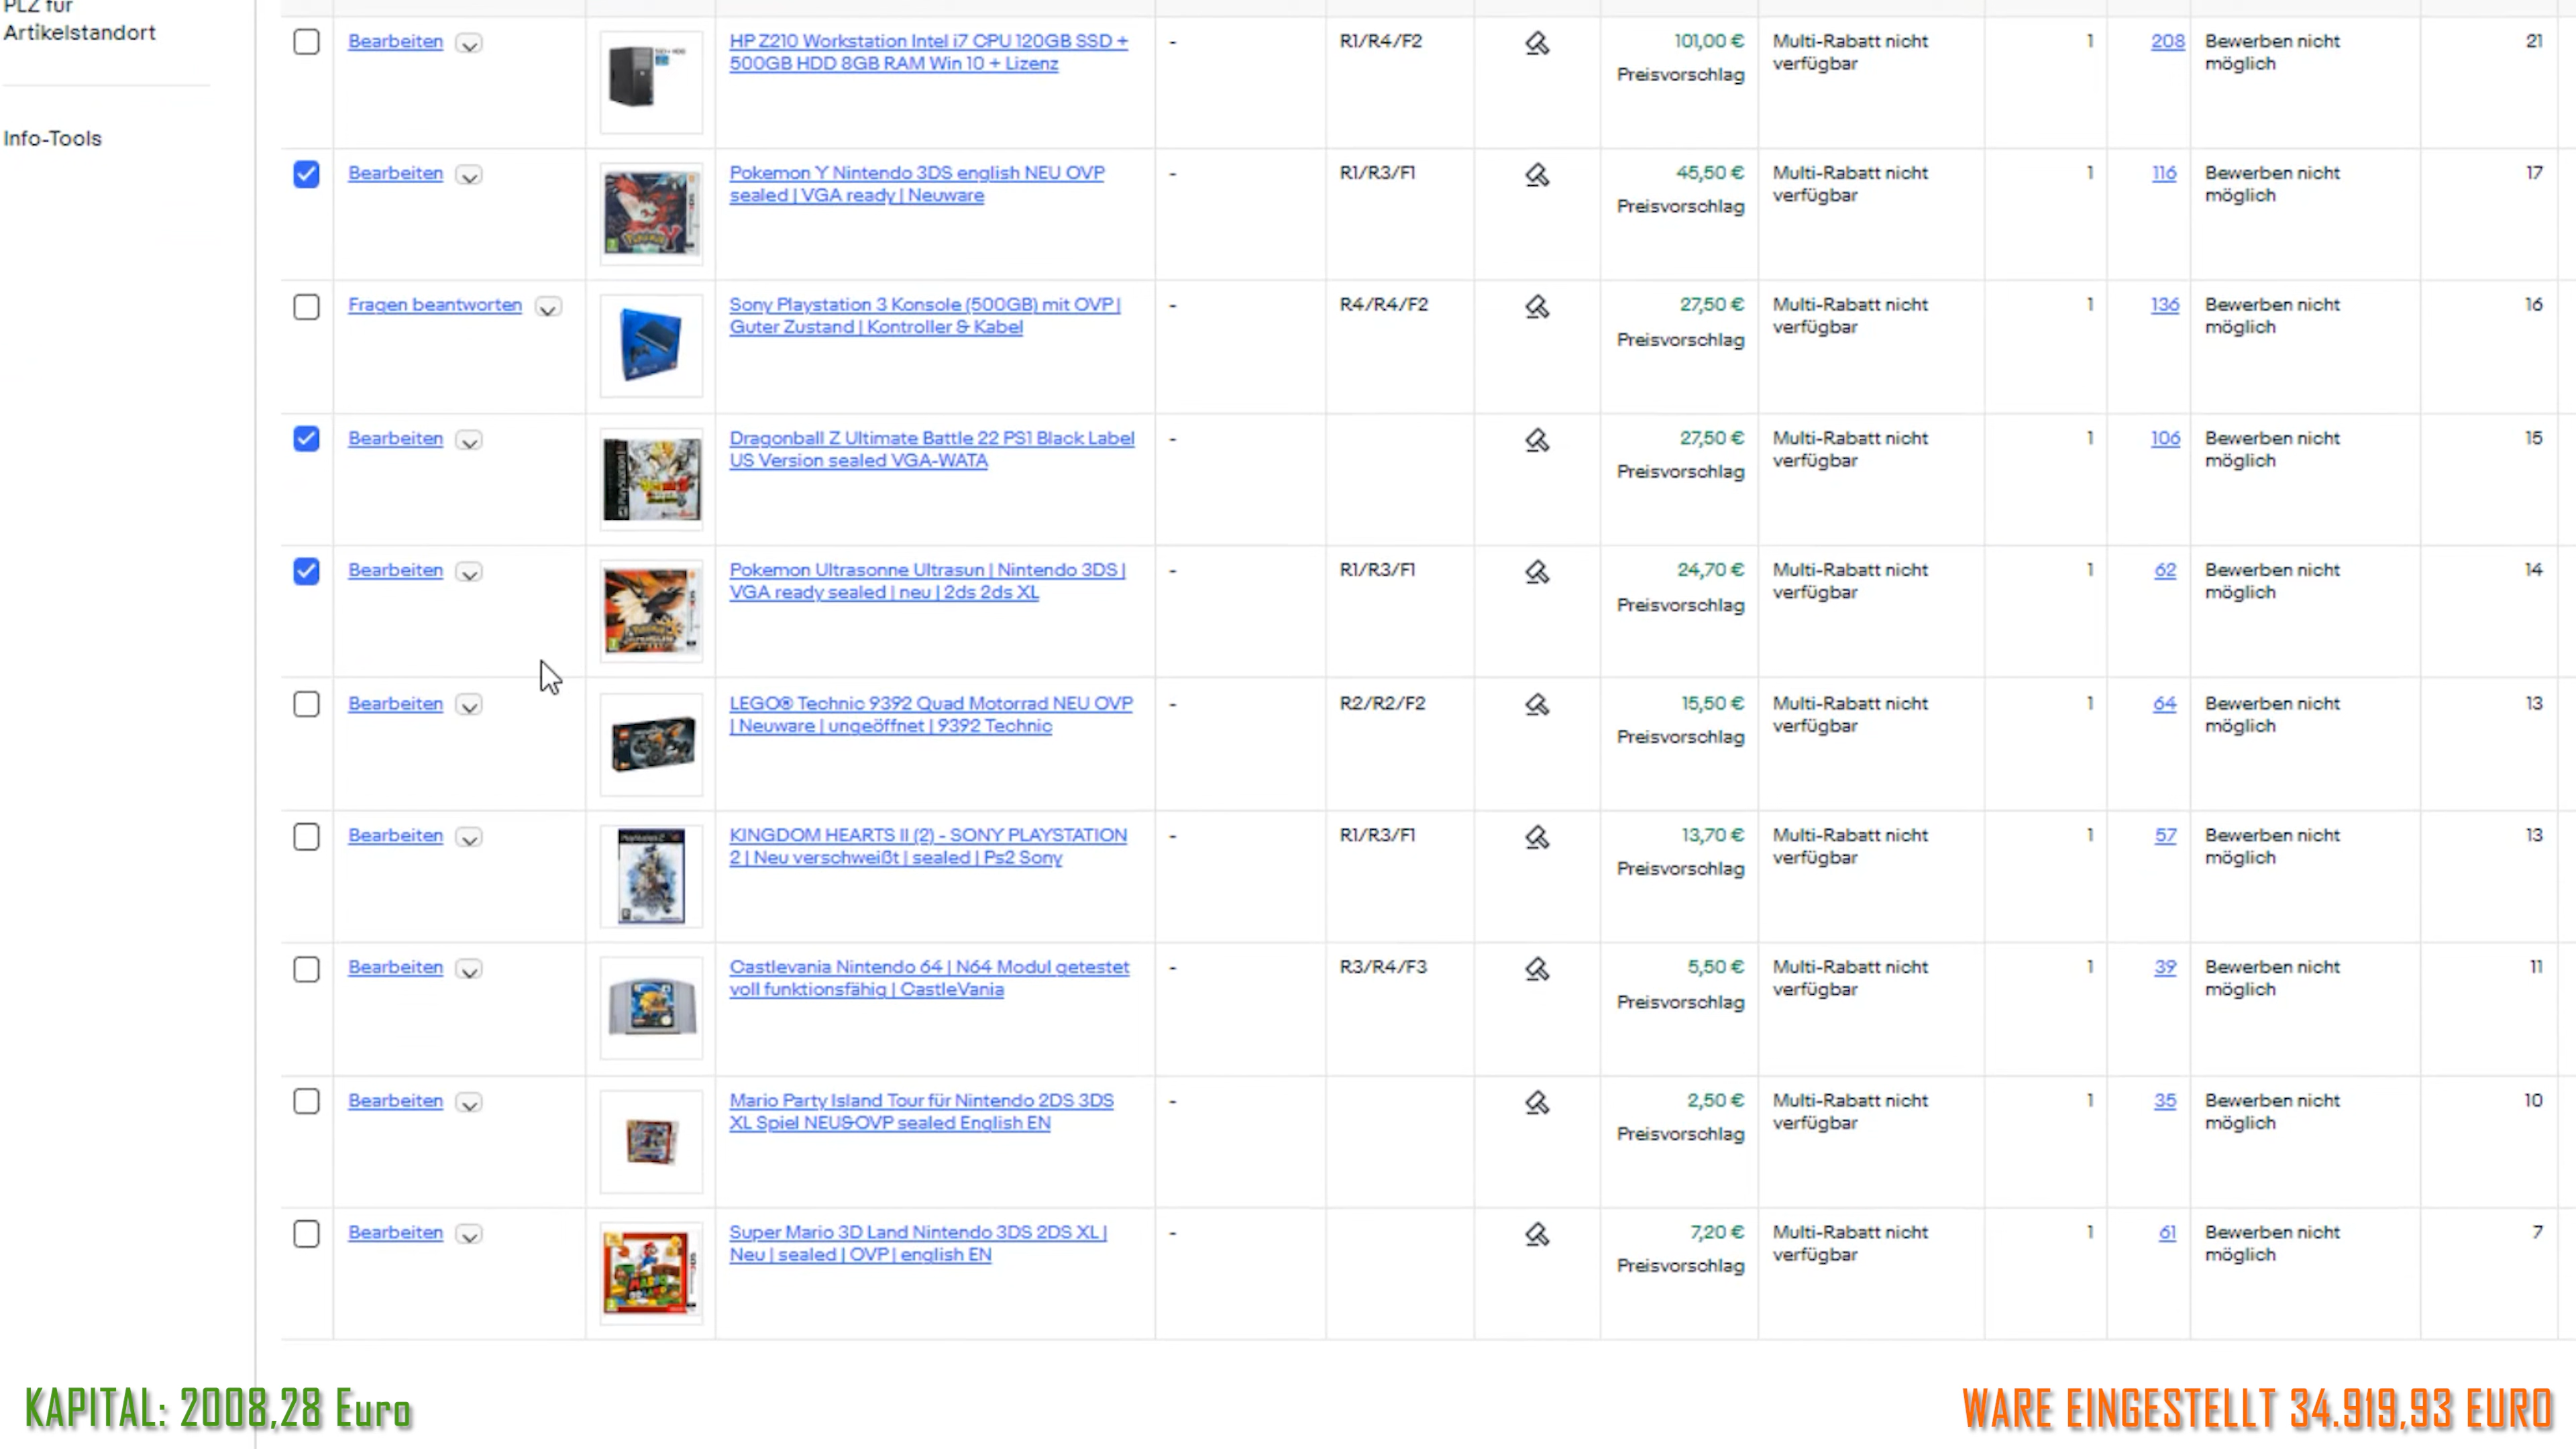 PLZ für
Artikelstandort
Info-Tools
Bearbeiten
HP Z210 Workstation Intel i7 CPU 120GB SSD +
500GB HDD 8GB RAM Win 10 + Lizenz
-
R1/R4/F2
101,00 €
Preisvorschlag
Multi-Rabatt nicht
verfügbar
1
208
Bewerben nicht
möglich
21
Bearbeiten
Pokemon Y Nintendo 3DS english NEU OVP
sealed | VGA ready | Neuware
-
R1/R3/F1
45,50 €
Preisvorschlag
Multi-Rabatt nicht
verfügbar
1
116
Bewerben nicht
möglich
17
Fragen beantworten
Sony Playstation 3 Konsole (500GB) mit OVP |
Guter Zustand | Kontroller & Kabel
-
R4/R4/F2
27,50 €
Preisvorschlag
Multi-Rabatt nicht
verfügbar
1
136
Bewerben nicht
möglich
16
Bearbeiten
Dragonball Z Ultimate Battle 22 PS1 Black Label
US Version sealed VGA-WATA
-
27,50 €
Preisvorschlag
Multi-Rabatt nicht
verfügbar
1
106
Bewerben nicht
möglich
15
Bearbeiten
Pokemon Ultrasonne Ultrasun | Nintendo 3DS |
VGA ready sealed | neu | 2ds 2ds XL
-
R1/R3/F1
24,70 €
Preisvorschlag
Multi-Rabatt nicht
verfügbar
1
62
Bewerben nicht
möglich
14
Bearbeiten
LEGO® Technic 9392 Quad Motorrad NEU OVP
| Neuware | ungeöffnet | 9392 Technic
-
R2/R2/F2
15,50 €
Preisvorschlag
Multi-Rabatt nicht
verfügbar
1
64
Bewerben nicht
möglich
13
Bearbeiten
KINGDOM HEARTS II (2) - SONY PLAYSTATION
2 | Neu verschweißt | sealed | Ps2 Sony
-
R1/R3/F1
13,70 €
Preisvorschlag
Multi-Rabatt nicht
verfügbar
1
57
Bewerben nicht
möglich
13
Bearbeiten
Castlevania Nintendo 64 | N64 Modul getestet
voll funktionsfähig | CastleVania
-
R3/R4/F3
5,50 €
Preisvorschlag
Multi-Rabatt nicht
verfügbar
1
39
Bewerben nicht
möglich
11
Bearbeiten
Mario Party Island Tour für Nintendo 2DS 3DS
XL Spiel NEU&OVP sealed English EN
-
2,50 €
Preisvorschlag
Multi-Rabatt nicht
verfügbar
1
35
Bewerben nicht
möglich
10
Bearbeiten
Super Mario 3D Land Nintendo 3DS 2DS XL |
Neu | sealed | OVP | english EN
-
7,20 €
Preisvorschlag
Multi-Rabatt nicht
verfügbar
1
61
Bewerben nicht
möglich
7
KAPITAL: 2008,28 Euro
WARE EINGESTELLT 34.919,93 EURO